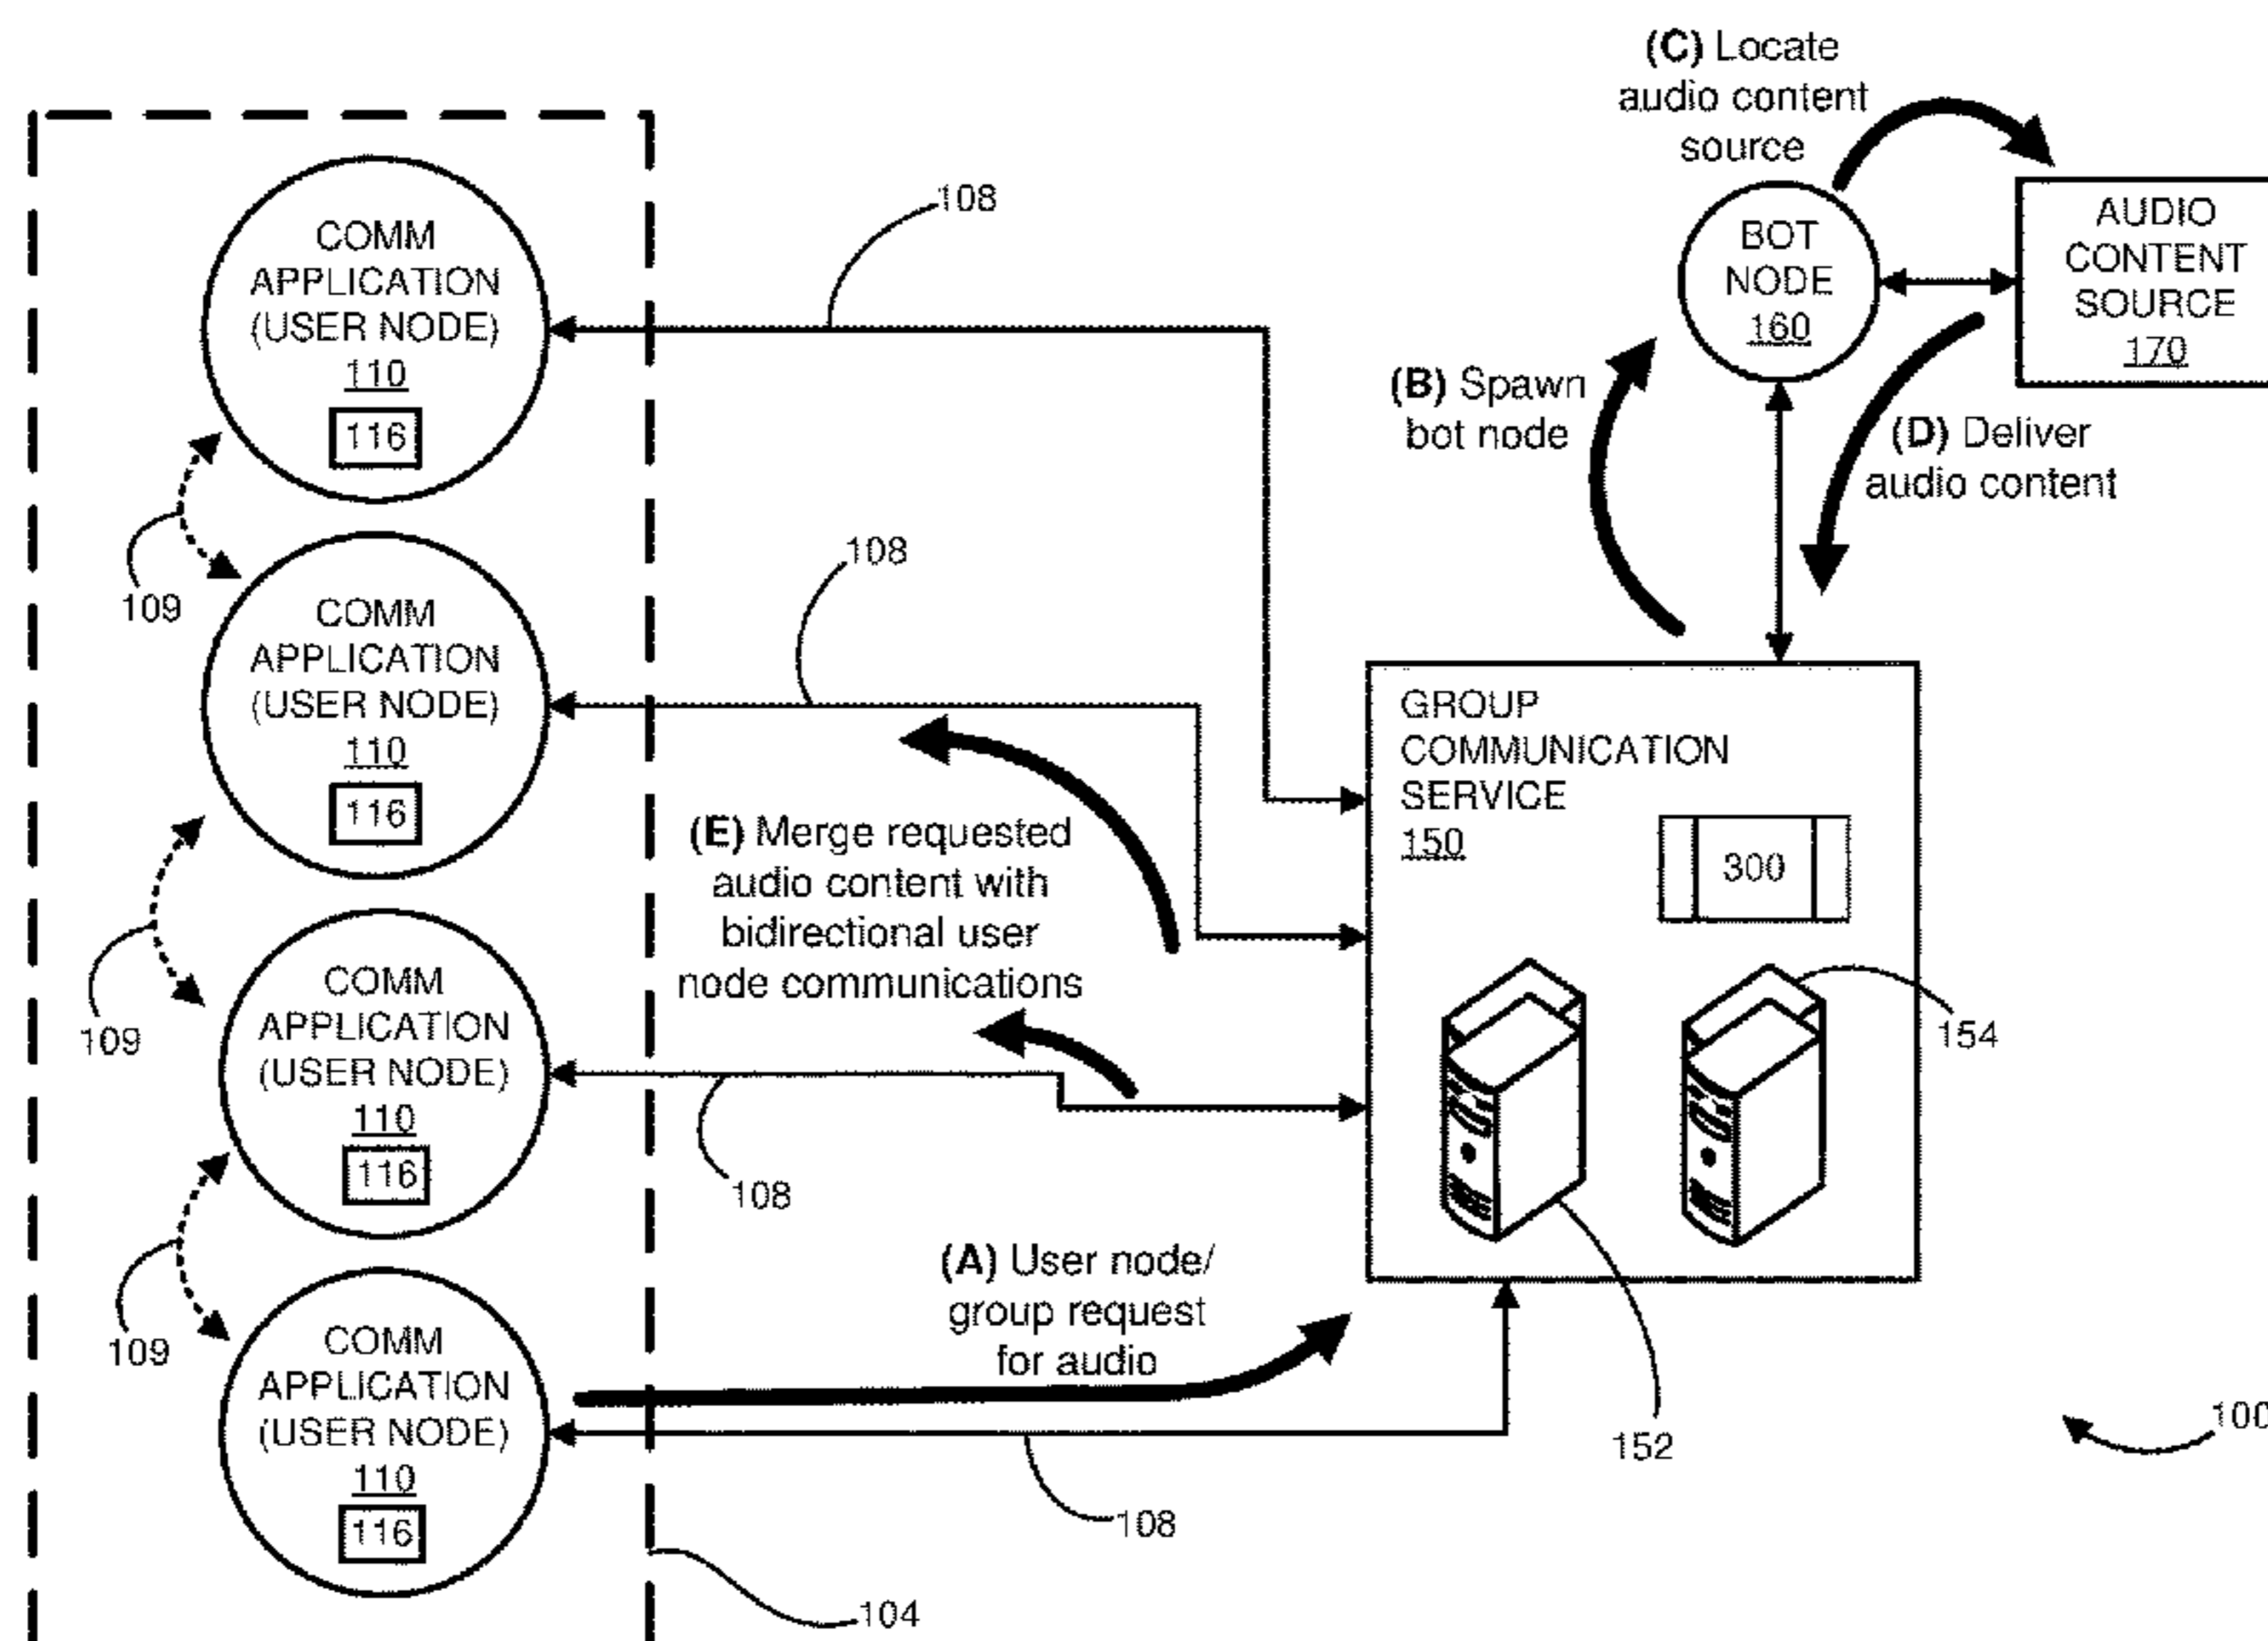 (C) Locate
audio content
source
COMM
APPLICATION
(USER NODE)
110
116
108
BOT
NODE
160
AUDIO
CONTENT
SOURCE
170
(B) Spawn
bot node
(D) Deliver
audio content
109
COMM
APPLICATION
(USER NODE)
110
116
108
GROUP
COMMUNICATION
SERVICE
150
300
(E) Merge requested
audio content with
bidirectional user
node communications
109
COMM
APPLICATION
(USER NODE)
110
116
108
154
152
(A) User node/
group request
for audio
109
COMM
APPLICATION
(USER NODE)
110
116
108
100
104